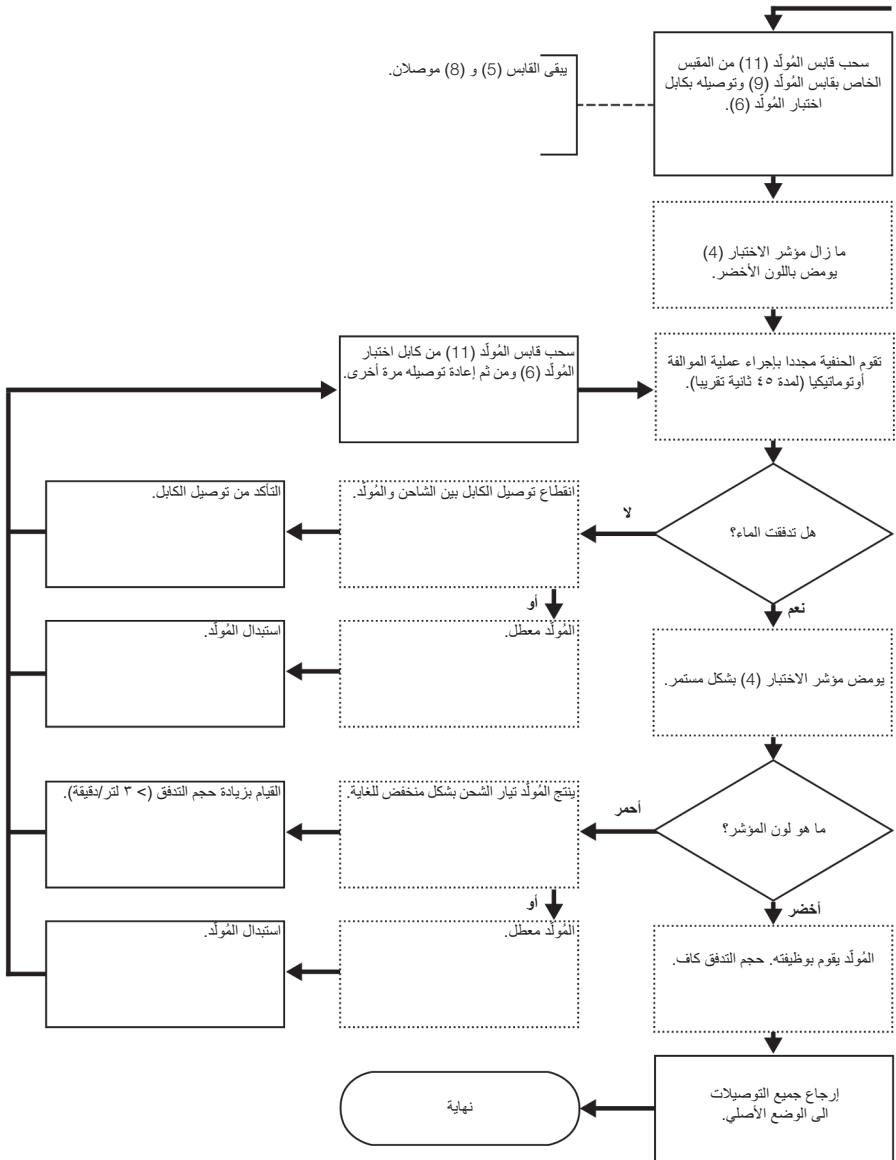 سحب قابس المُولّد (11) من المقبس
الخاص بقابس المُولّد (9) وتوصيله بكابل
اختبار المُولّد (6).
يبقى القابس (5) و (8) موصلان.
ما زال مؤشر الاختبار (4)
يومض باللون الأخضر.
تقوم الحنفية مجددا بإجراء عملية الموالفة
أوتوماتيكيا (لمدة ٤٥ ثانية تقريبا).
سحب قابس المُولّد (11) من كابل اختبار
المُولّد (6) ومن ثم إعادة توصيله مرة أخرى.
هل تدفقت الماء؟
لا
انقطاع توصيل الكابل بين الشاحن والمُولّد.
التأكد من توصيل الكابل.
أو
المُولّد معطل.
استبدال المُولّد.
نعم
يومض مؤشر الاختبار (4) بشكل مستمر.
ما هو لون المؤشر؟
أحمر
ينتج المُولّد تيار الشحن بشكل منخفض للغاية.
القيام بزيادة حجم التدفق (> ٣ لتر/دقيقة).
أو
المُولّد معطل.
استبدال المُولّد.
أخضر
المُولّد يقوم بوظيفته. حجم التدفق كاف.
إرجاع جميع التوصيلات
الى الوضع الأصلي.
نهاية